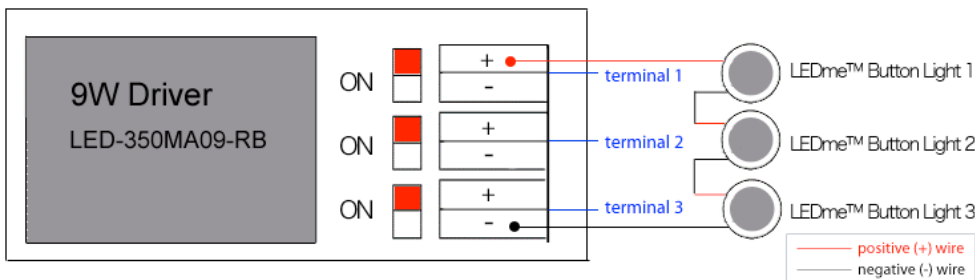 9W Driver
LED-350MA09-RB
ON
+
-
terminal 1
ON
+
-
terminal 2
ON
+
-
terminal 3
LEDme™ Button Light 1
LEDme™ Button Light 2
LEDme™ Button Light 3
positive (+) wire
negative (-) wire